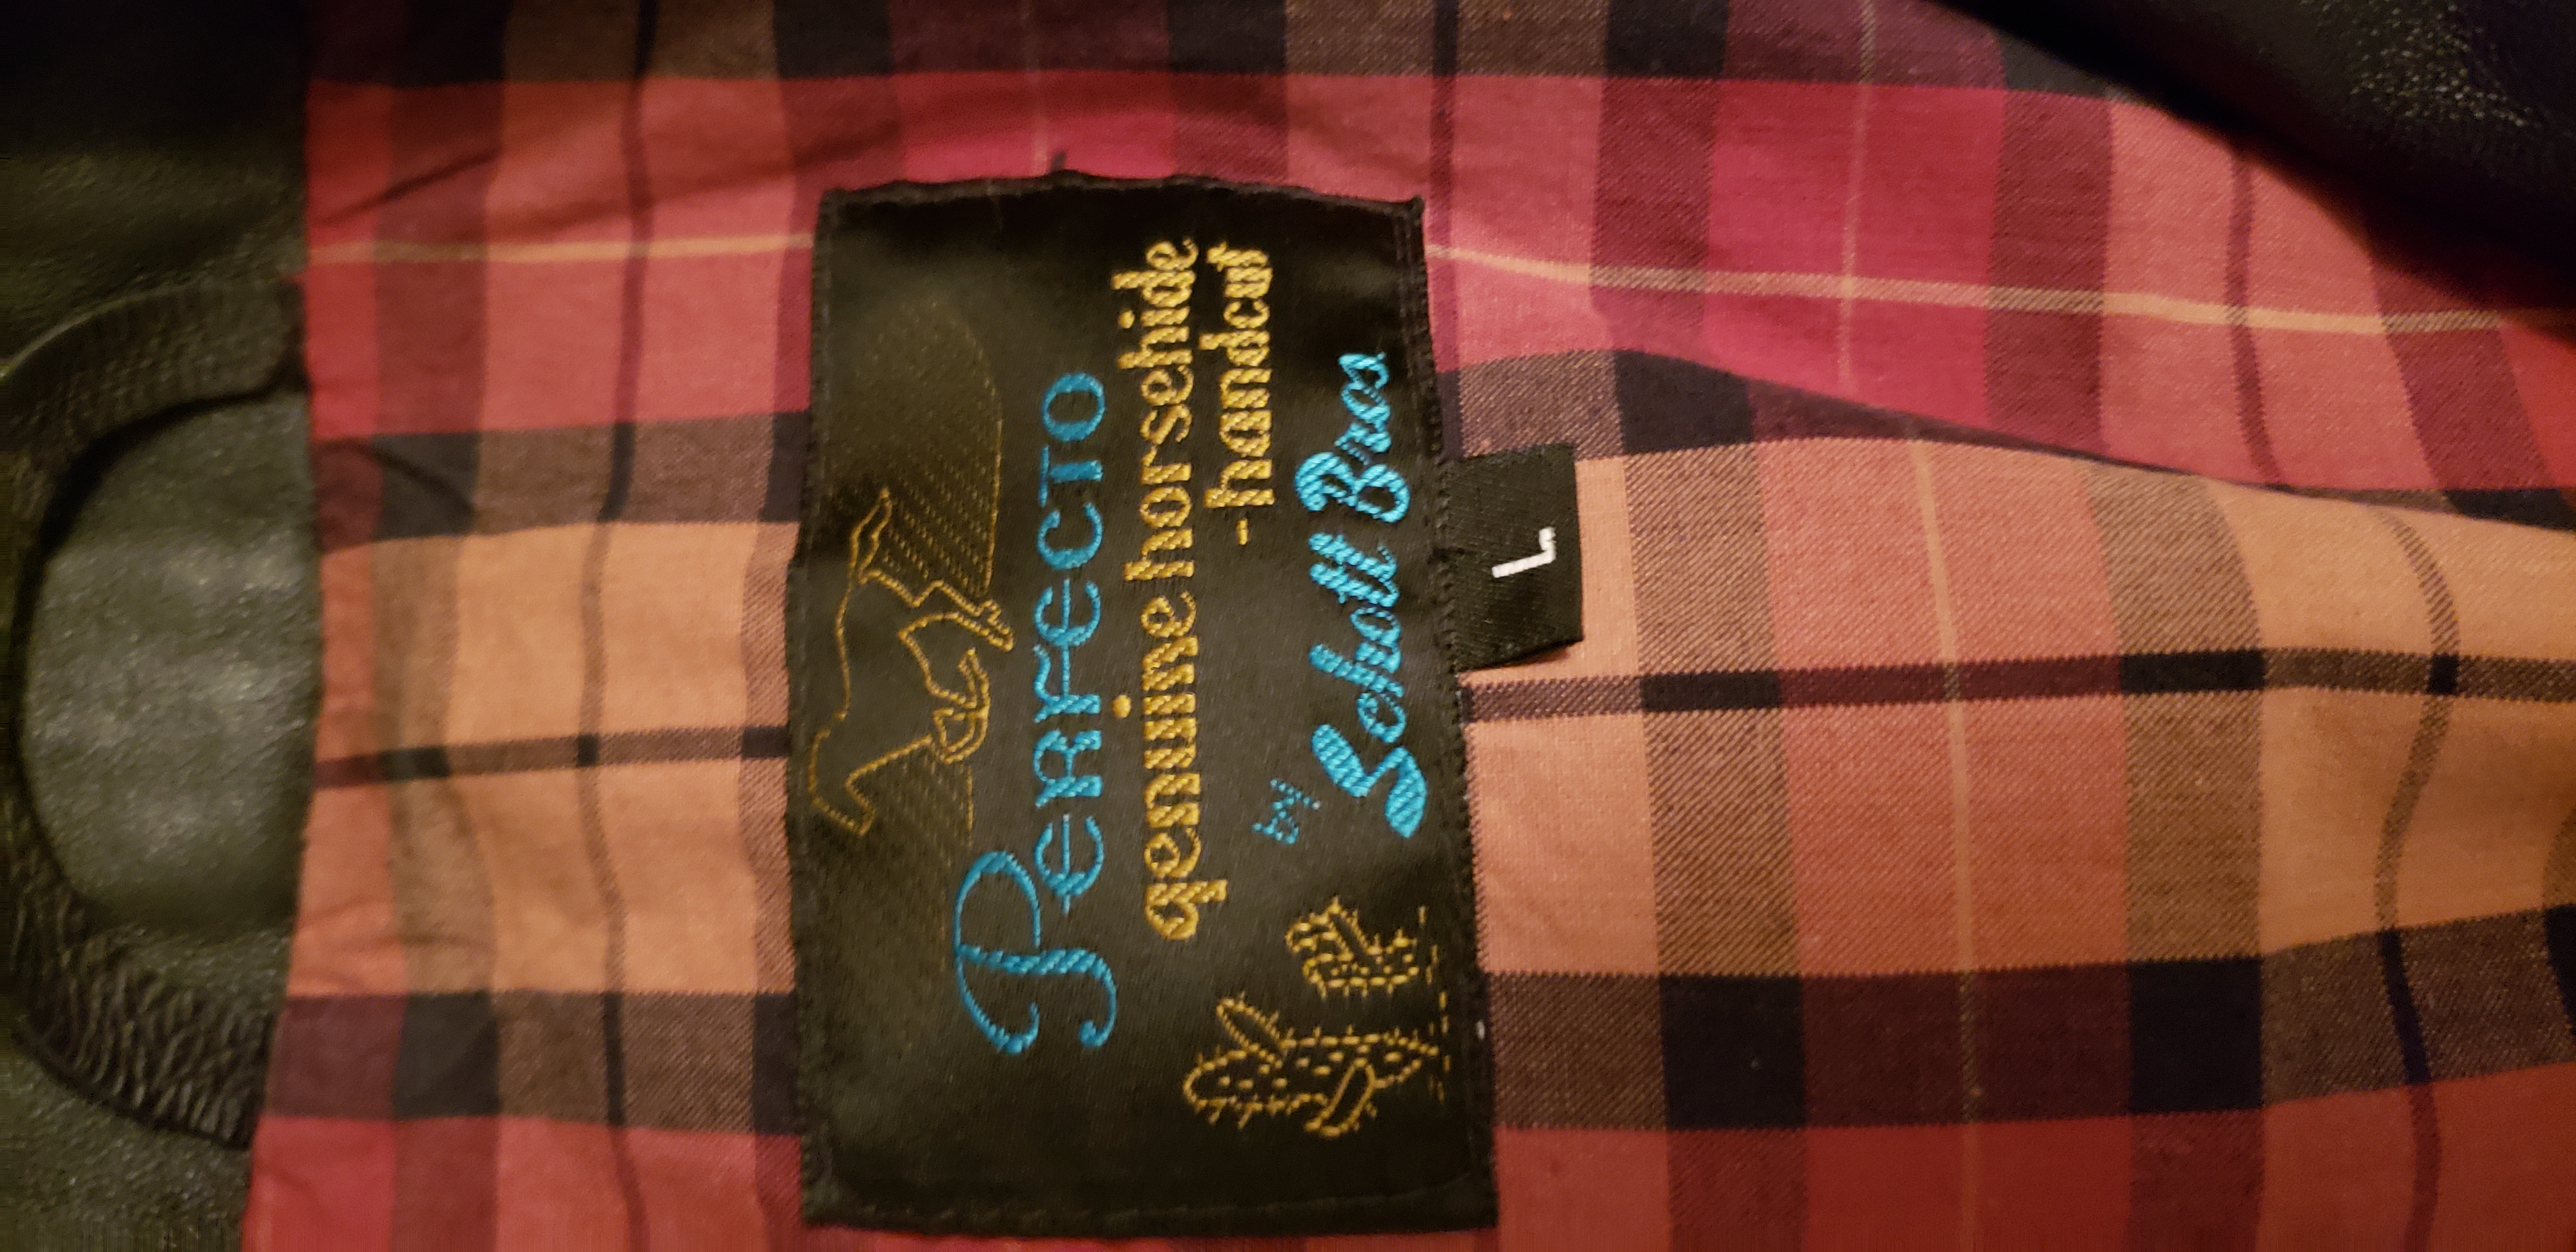 Perfecto
genuine horsehide
-handcut
by
Schott Bros
L